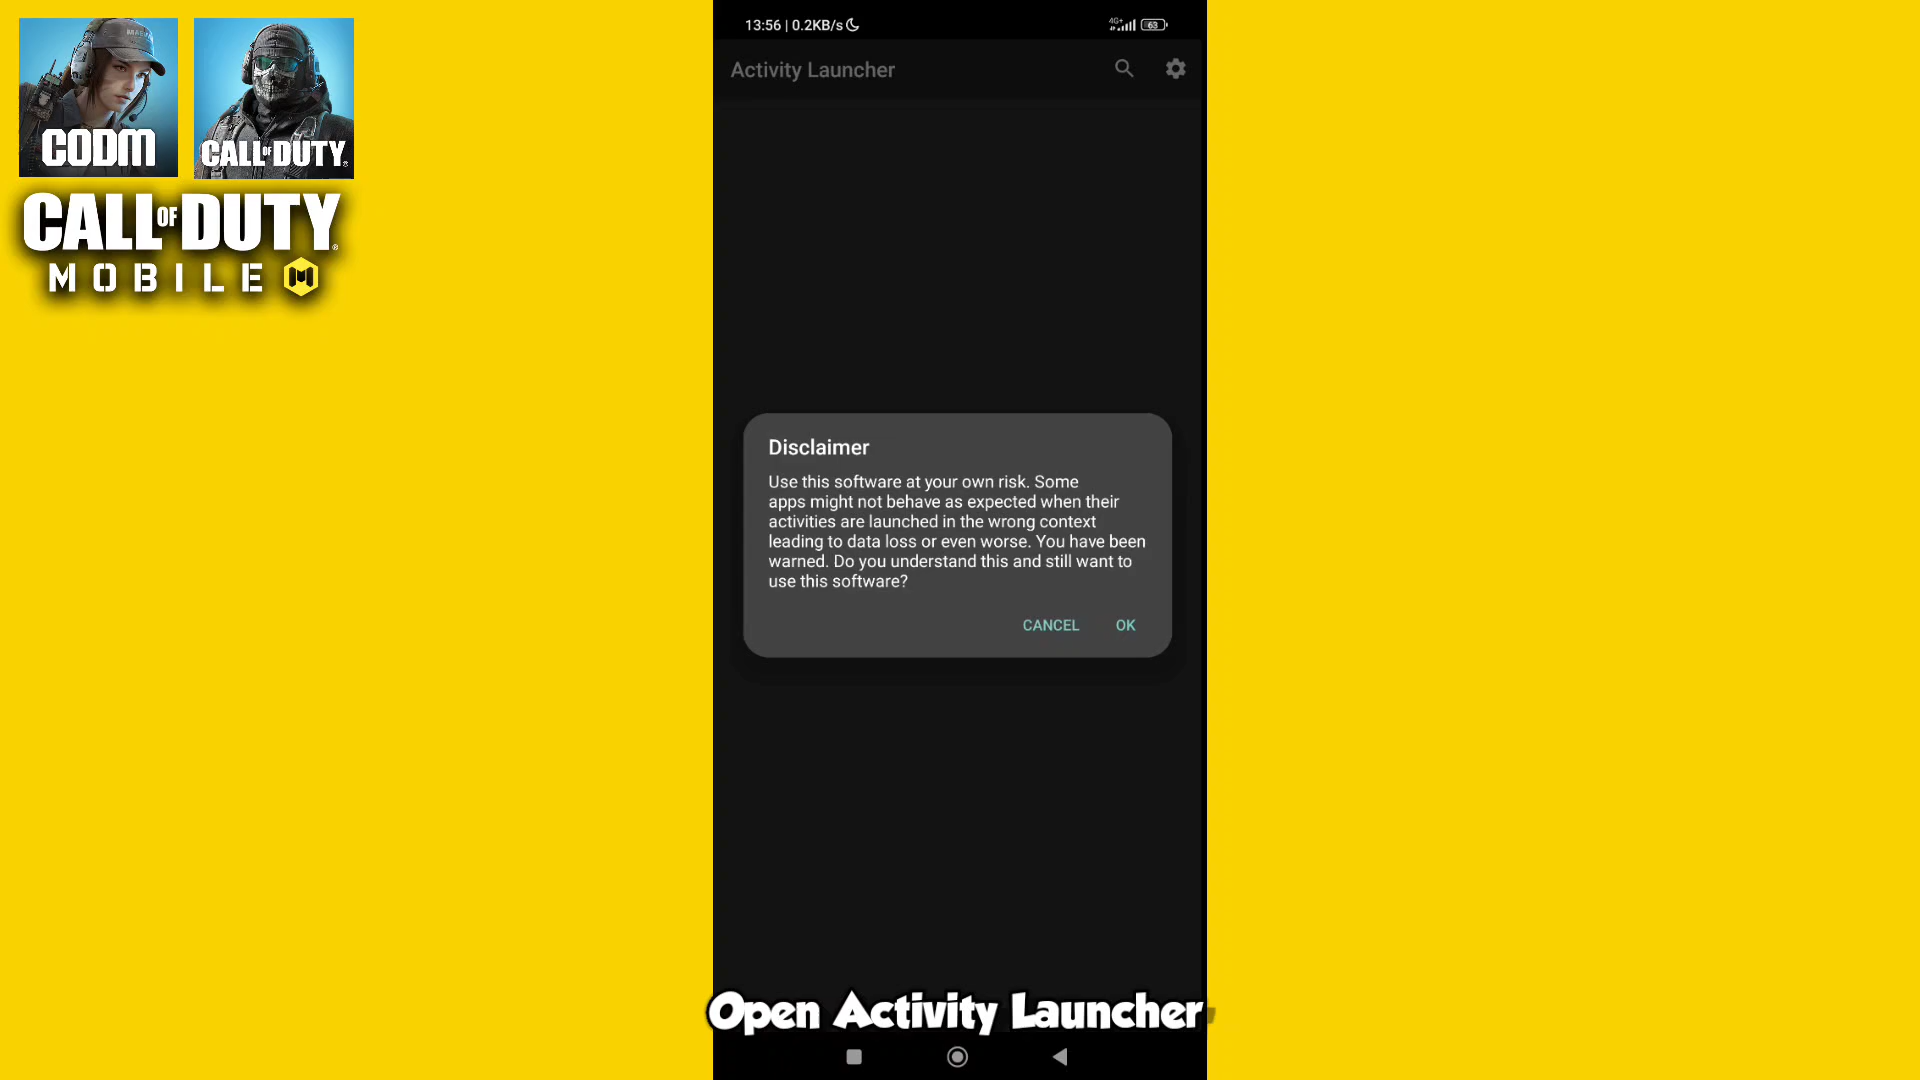 CODM
CALL OF DUTY
CALL OF DUTY
MOBILE
13:56 | 0.2KB/s
4G+
63
Activity Launcher
Disclaimer
Use this software at your own risk. Some
apps might not behave as expected when their
activities are launched in the wrong context
leading to data loss or even worse. You have been
warned. Do you understand this and still want to
use this software?
CANCEL OK
Open Activity Launcher